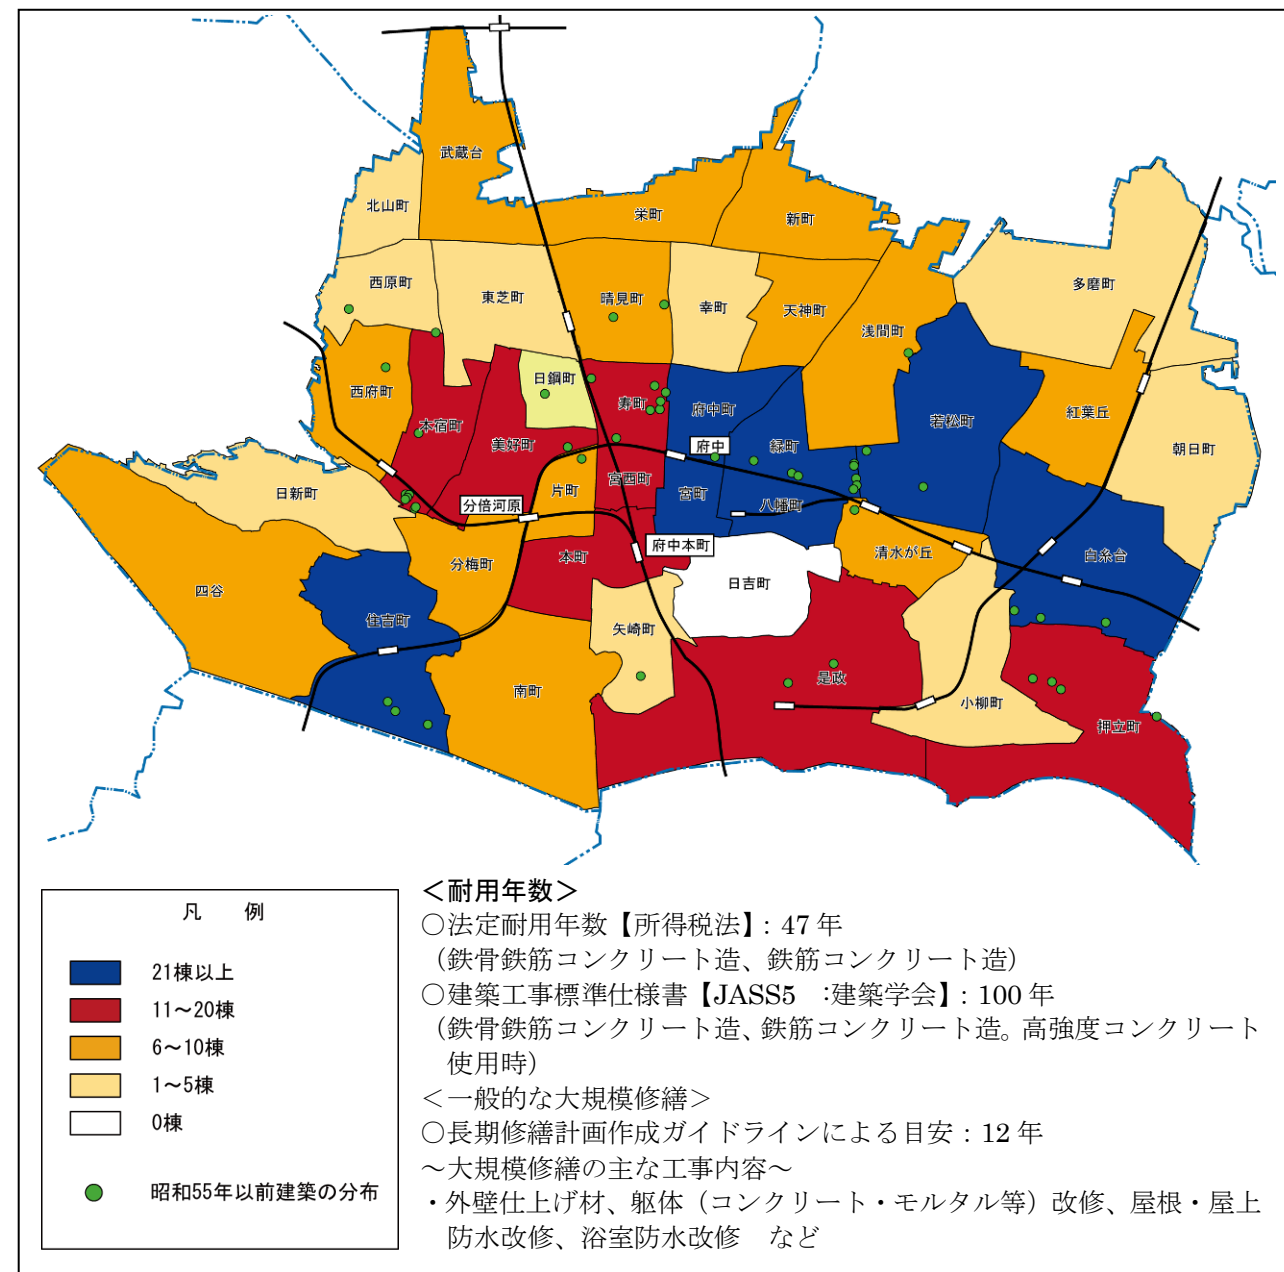 武蔵台
北山町
栄町
新町
西原町
東芝町
晴見町
幸町
天神町
浅間町
多磨町
西府町
日鋼町
寿町
府中町
若松町
紅葉丘
本宿町
美好町
府中
緑町
朝日町
日新町
分倍河原
片町
宮西町
宮町
八幡町
四谷
分梅町
本町
府中本町
日吉町
清水が丘
白糸台
住吉町
矢崎町
南町
是政
小柳町
押立町
凡　例
21棟以上
11～20棟
6～10棟
1～5棟
0棟
昭和55年以前建築の分布
＜耐用年数＞
○法定耐用年数【所得税法】：47 年
（鉄骨鉄筋コンクリート造、鉄筋コンクリート造）
○建築工事標準仕様書【JASS5　：建築学会】：100 年
（鉄骨鉄筋コンクリート造、鉄筋コンクリート造。高強度コンクリート
使用時）
＜一般的な大規模修繕＞
○長期修繕計画作成ガイドラインによる目安：12 年
～大規模修繕の主な工事内容～
・外壁仕上げ材、躯体（コンクリート・モルタル等）改修、屋根・屋上
防水改修、浴室防水改修　など